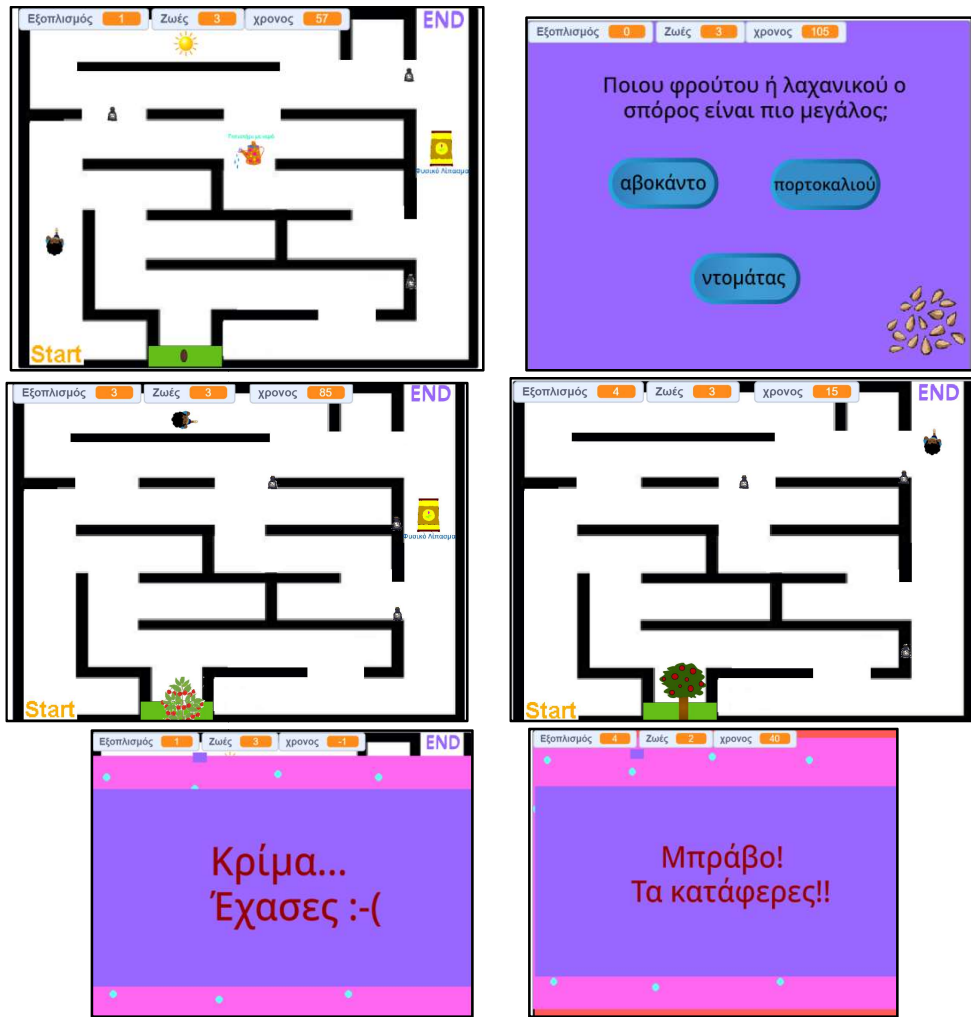 Εξοπλισμός 1 Ζωές 3 χρονος 57
END
Φυσικό Λίπασμα
Start
Εξοπλισμός 0 Ζωές 3 χρονος 105
Ποιου φρούτου ή λαχανικού ο
σπόρος είναι πιο μεγάλος;
αβοκάντο
πορτοκαλιού
ντομάτας
Εξοπλισμός 3 Ζωές 3 χρονος 85
END
Φυσικό Λίπασμα
Start
Εξοπλισμός 4 Ζωές 3 χρονος 15
END
Start
Εξοπλισμός 1 Ζωές 3 χρονος -1
END
Κρίμα...
Έχασες :-(
Εξοπλισμός 4 Ζωές 2 χρονος 40
Μπράβο!
Τα κατάφερες!!